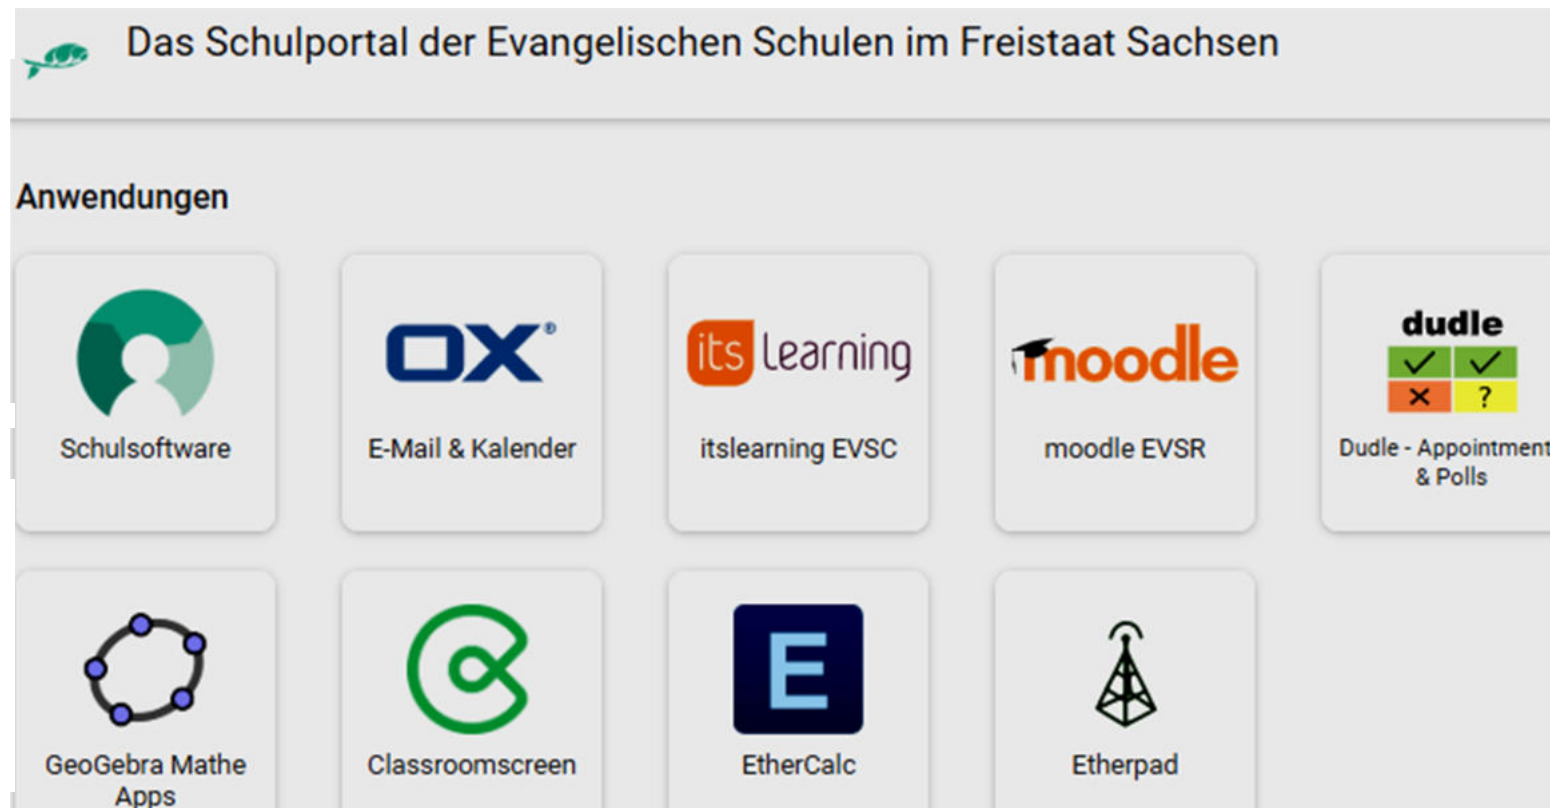 Das Schulportal der Evangelischen Schulen im Freistaat Sachsen
Anwendungen
OX®
its learning
moodle
dudle
?
Schulsoftware
E-Mail & Kalender
itslearning EVSC
moodle EVSR
Dudle - Appointment
& Polls
E
GeoGebra Mathe
Apps
Classroomscreen
EtherCalc
Etherpad